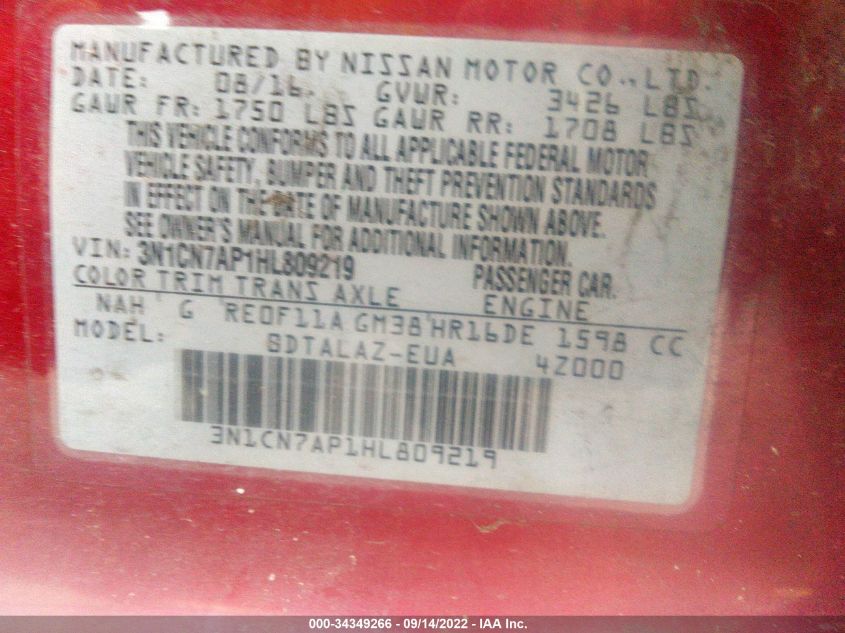 MANUFACTURED BY NISSAN MOTOR CO., LTD.
DATE: 08/16 GVWR: 3426 LBS
GAWR FR: 1750 LBS GAWR RR: 1708 LBS
THIS VEHICLE CONFORMS TO ALL APPLICABLE FEDERAL MOTOR
VEHICLE SAFETY, BUMPER AND THEFT PREVENTION STANDARDS
IN EFFECT ON THE DATE OF MANUFACTURE SHOWN ABOVE.
SEE OWNER'S MANUAL FOR ADDITIONAL INFORMATION.
VIN: 3N1CN7AP1HL809219 PASSENGER CAR.
COLOR TRIM TRANS AXLE ENGINE
NAH G RE0F11A GM38 HR16DE 1598 CC
MODEL: BDTALAZ-EUA 42000
3N1CN7AP1HL809219
000-34349266 - 09/14/2022 - IAA Inc.